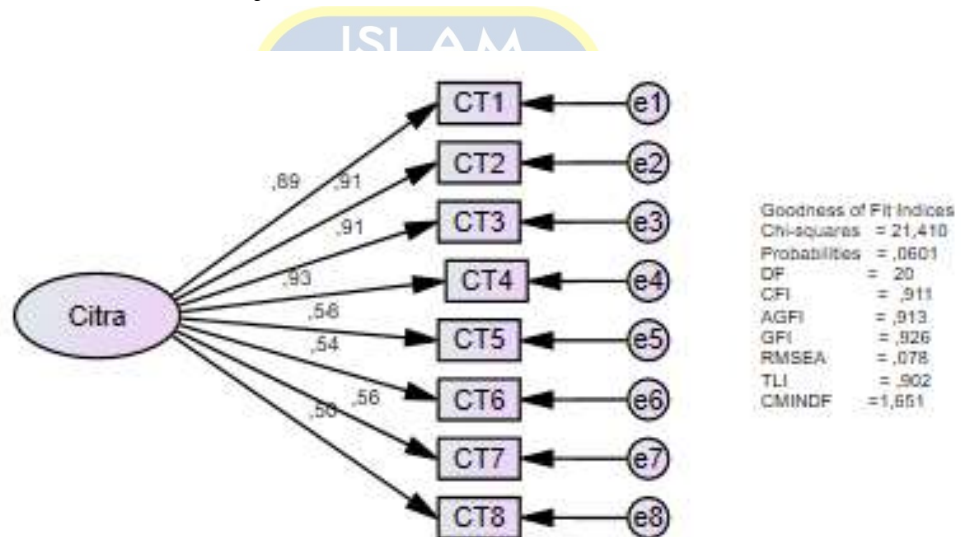 ISLAM
CT1 e1
,89 ,91 CT2 e2
,91 CT3 e3
,93 CT4 e4
Citra
,56 CT5 e5
,54 CT6 e6
,56 CT7 e7
CT8 e8
Goodness of Fit Indices
Chi-squares = 21,410
Probabilities = ,0601
DF = 20
CFI = ,911
AGFI = ,913
GFI = ,926
RMSEA = ,078
TLI = ,902
CMINDF =1,651